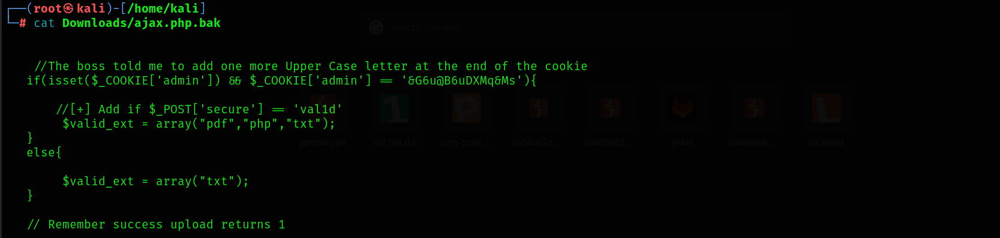 ┌──(root㉿kali)-[/home/kali]
└─# cat Downloads/ajax.php.bak
Search the web
//The boss told me to add one more Upper Case letter at the end of the cookie
if(isset($_COOKIE['admin']) && $_COOKIE['admin'] == '&G6u@B6uDXMq&Ms'){
//[+] Add if $_POST['secure'] == 'val1d'
$valid_ext = array("pdf","php","txt");
}
portswigger 192.168.0.6 path-trave... 0a56007d... 0aa80062... gitlab 0ace00e6... localhost
else{
$valid_ext = array("txt");
}
// Remember success upload returns 1